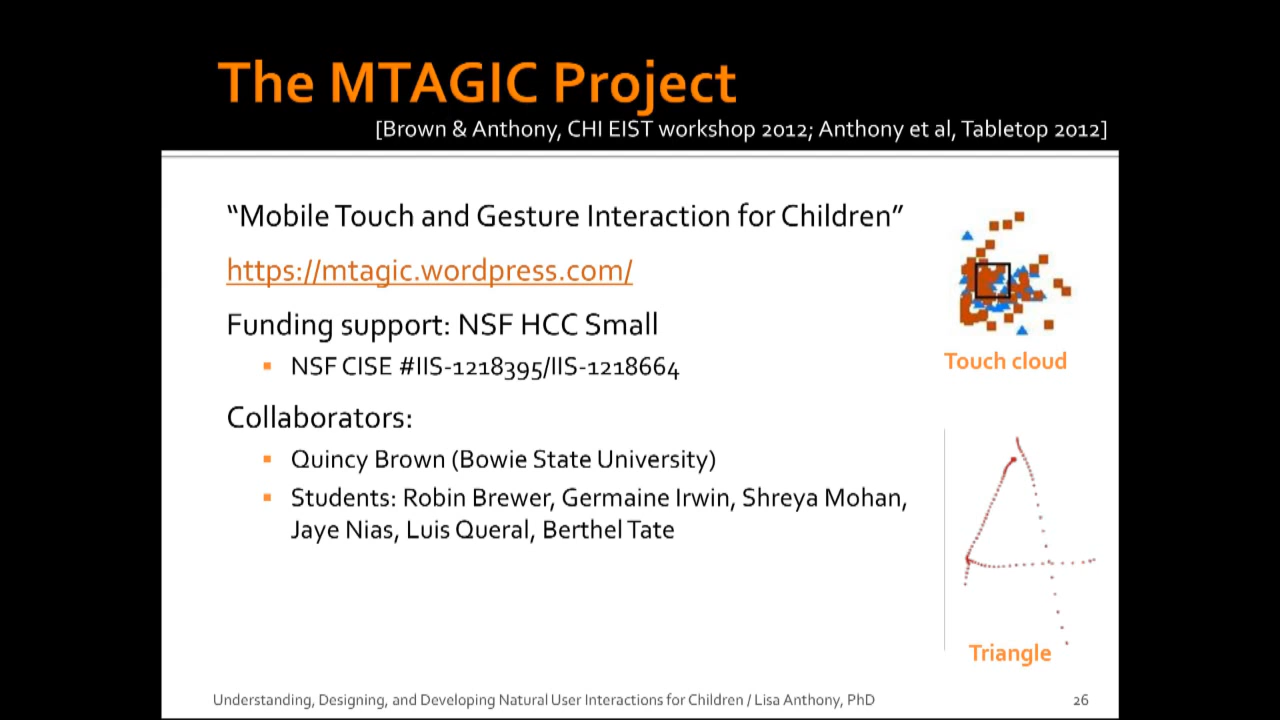 The MTAGIC Project
[Brown & Anthony, CHI EIST workshop 2012; Anthony et al, Tabletop 2012]
“Mobile Touch and Gesture Interaction for Children”
https://mtagic.wordpress.com/
Funding support: NSF HCC Small
NSF CISE #IIS-1218395/IIS-1218664
Touch cloud
Collaborators:
Quincy Brown (Bowie State University)
Students: Robin Brewer, Germaine Irwin, Shreya Mohan,
Jaye Nias, Luis Queral, Berthel Tate
Triangle
Understanding, Designing, and Developing Natural User Interactions for Children / Lisa Anthony, PhD
26